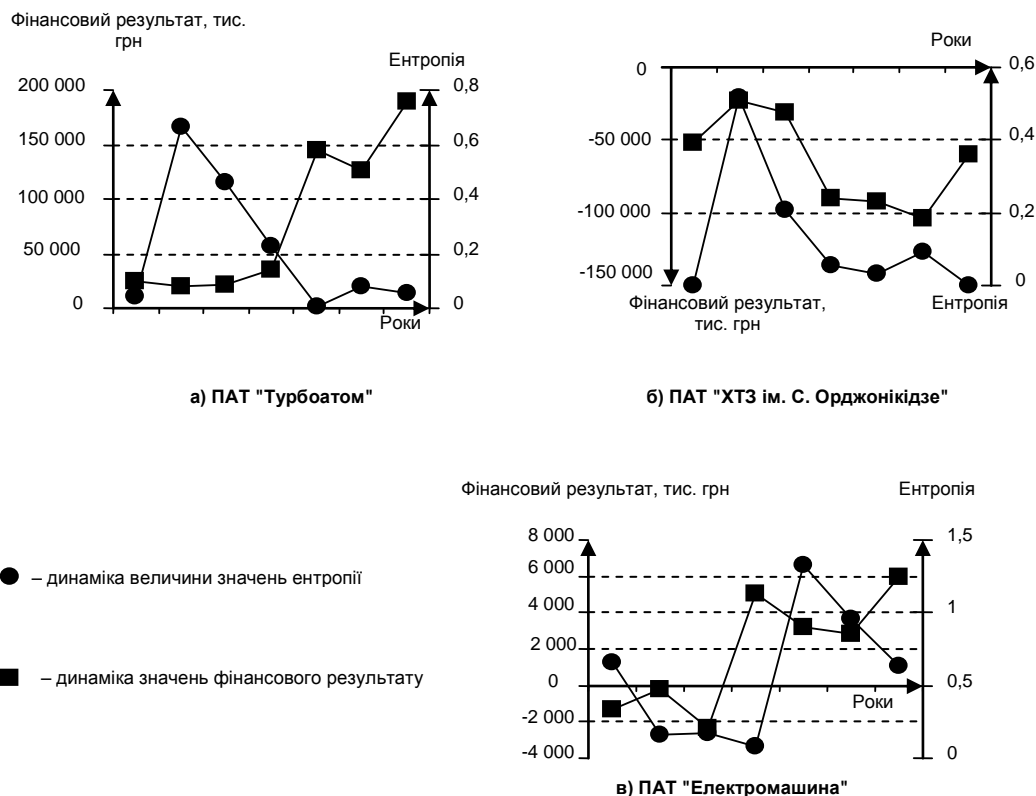 Фінансовий результат, тис.
грн
Ентропія
200 000
150 000
100 000
50 000
0
0,8
0,6
0,4
0,2
0
Роки
а) ПАТ "Турбоатом"
Роки
0
-50 000
-100 000
-150 000
0,6
0,4
0,2
0
Фінансовий результат,
тис. грн
Ентропія
б) ПАТ "ХТЗ ім. С. Орджонікідзе"
– динаміка величини значень ентропії
– динаміка значень фінансового результату
Фінансовий результат, тис. грн
Ентропія
8 000
6 000
4 000
2 000
0
-2 000
-4 000
1,5
1
0,5
0
Роки
в) ПАТ "Електромашина"